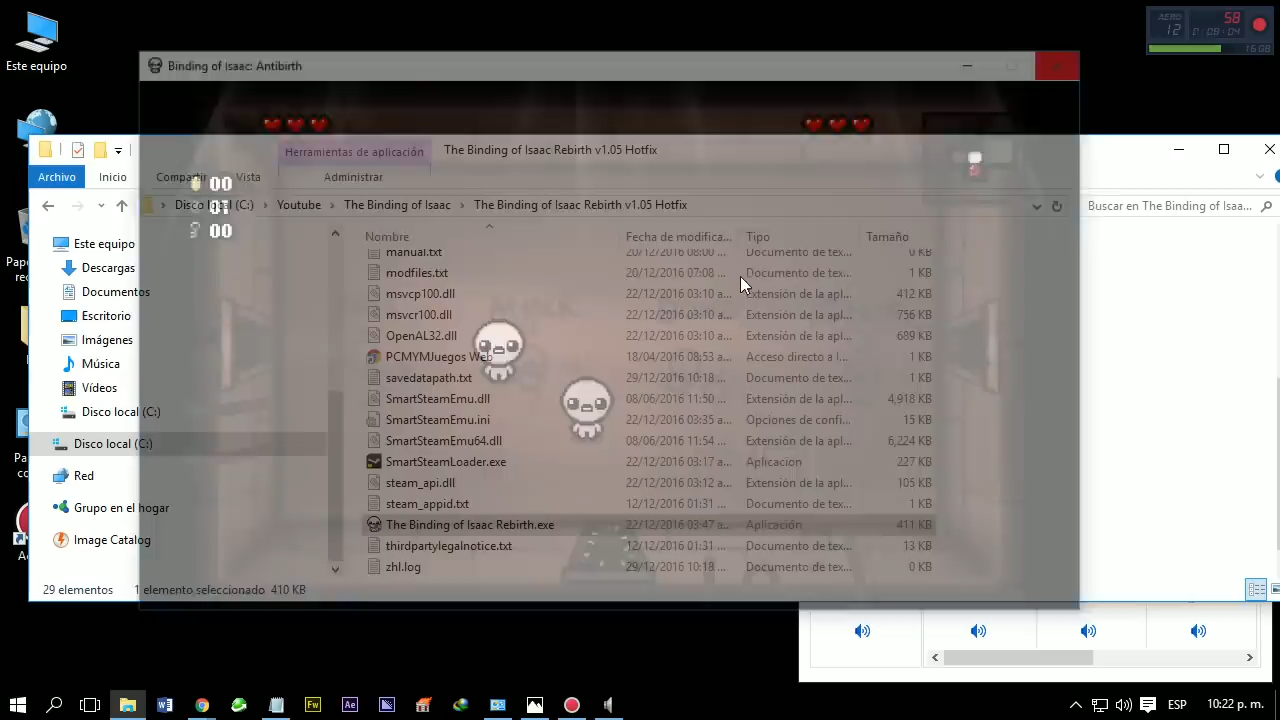 Este equipo
AERO
12
58
0:08:04
16GB
Binding of Isaac: Antibirth
Herramientas de aplicación
The Binding of Isaac Rebirth v1.05 Hotfix
Archivo
Inicio
Compartir
Vista
Administrar
00
01
00
Disco local (C:) > Youtube > The Binding of Isaac > The Binding of Isaac Rebirth v1.05 Hotfix
Buscar en The Binding of Isaa...
Nombre
Fecha de modifica...
Tipo
Tamaño
Este equipo
Descargas
Documentos
Escritorio
Imágenes
Música
Vídeos
Disco local (C:)
Disco local (C:)
Red
Grupo en el hogar
Image Catalog
manual.txt 20/12/2016 08:00 ... Documento de tex... 0 KB
modfiles.txt 20/12/2016 07:08 ... Documento de tex... 1 KB
msvcp100.dll 22/12/2016 03:10 a... Extensión de la apl... 412 KB
msvcr100.dll 22/12/2016 03:10 a... Extensión de la apl... 756 KB
OpenAL32.dll 22/12/2016 03:10 a... Extensión de la apl... 689 KB
PCMYMJuegos Web 18/04/2016 08:53 a... Acceso directo a I... 1 KB
savedatapath.txt 29/12/2016 10:18 ... Documento de tex... 1 KB
SmartSteamEmu.dll 08/06/2016 11:50 ... Extensión de la apl... 4,918 KB
SmartSteamEmu.ini 22/12/2016 03:35 a... Opciones de confi... 15 KB
SmartSteamEmu64.dll 08/06/2016 11:54 ... Extensión de la apl... 6,224 KB
SmartSteamLoader.exe 22/12/2016 03:17 a... Aplicación 227 KB
steam_api.dll 22/12/2016 03:12 a... Extensión de la apl... 105 KB
steam_appid.txt 12/12/2016 01:31 ... Documento de tex... 1 KB
The Binding of Isaac Rebirth.exe 22/12/2016 03:47 a... Aplicación 411 KB
thirdpartylegalnotice.txt 12/12/2016 01:31 ... Documento de tex... 13 KB
zhl.log 29/12/2016 10:18 ... Documento de tex... 0 KB
29 elementos
1 elemento seleccionado 410 KB
Fw
Ae
ESP
10:22 p. m.